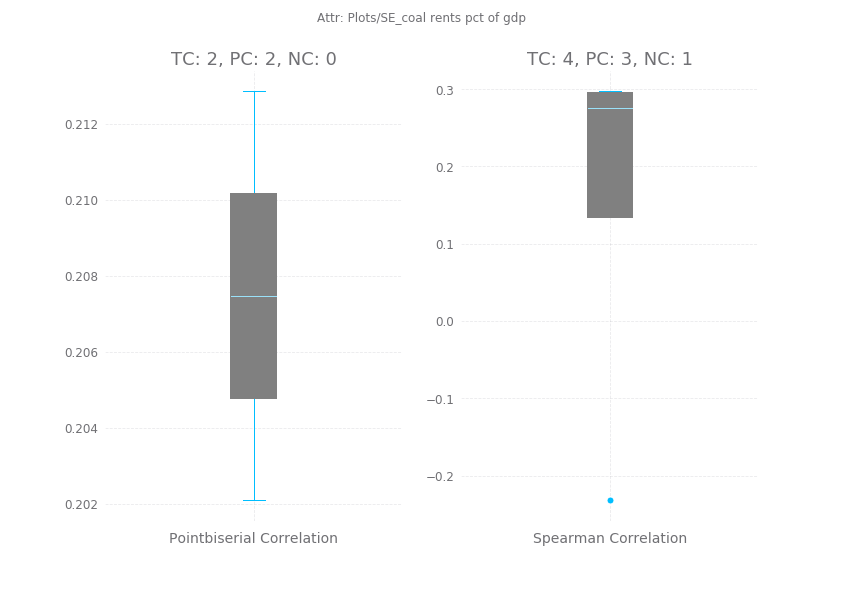 Attr: Plots/SE_coal rents pct of gdp
TC: 2, PC: 2, NC: 0
0.212
0.210
0.208
0.206
0.204
0.202
Pointbiserial Correlation
TC: 4, PC: 3, NC: 1
0.3
0.2
0.1
0.0
−0.1
−0.2
Spearman Correlation